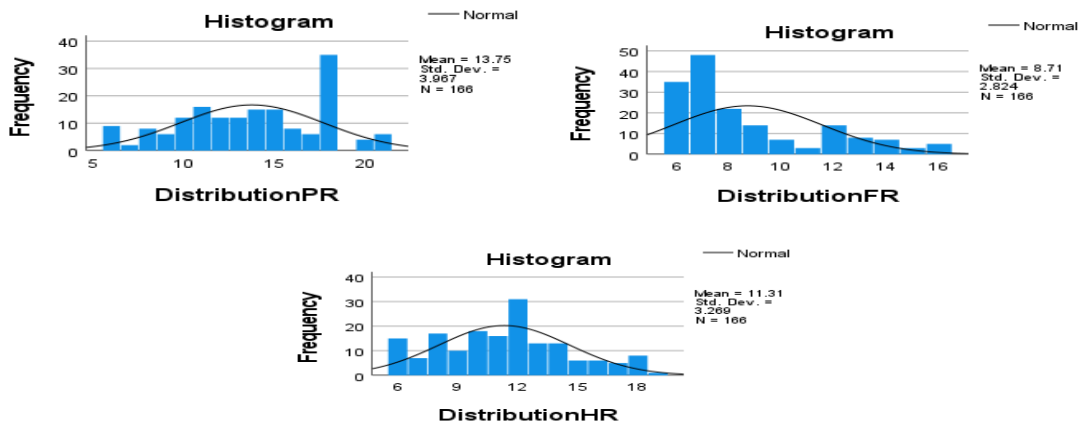 Histogram
Normal
Mean = 13.75
Std. Dev. =
3.967
N = 166
Frequency
40
30
20
10
0
5
10
15
20
DistributionPR
Histogram
Normal
Mean = 8.71
Std. Dev. =
2.824
N = 166
Frequency
50
40
30
20
10
0
6
8
10
12
14
16
DistributionFR
Histogram
Normal
Mean = 11.31
Std. Dev. =
3.269
N = 166
Frequency
40
30
20
10
0
6
9
12
15
18
DistributionHR